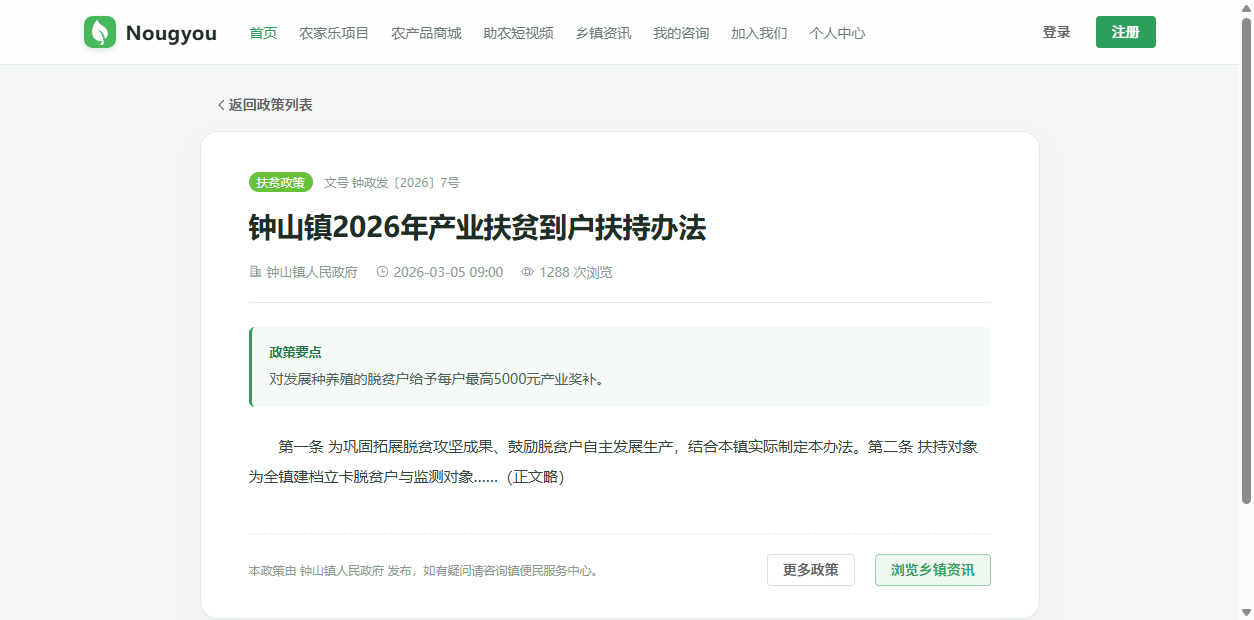 Nougyou 首页 农家乐项目 农产品商城 助农短视频 乡镇资讯 我的咨询 加入我们 个人中心 登录 注册
返回政策列表
扶贫政策 文号 钟政发〔2026〕7号
钟山镇2026年产业扶贫到户扶持办法
钟山镇人民政府 2026-03-05 09:00 1288 次浏览
政策要点
对发展种养殖的脱贫户给予每户最高5000元产业奖补。
第一条 为巩固拓展脱贫攻坚成果、鼓励脱贫户自主发展生产，结合本镇实际制定本办法。第二条 扶持对象
为全镇建档立卡脱贫户与监测对象……（正文略）
本政策由 钟山镇人民政府 发布，如有疑问请咨询镇便民服务中心。 更多政策 浏览乡镇资讯